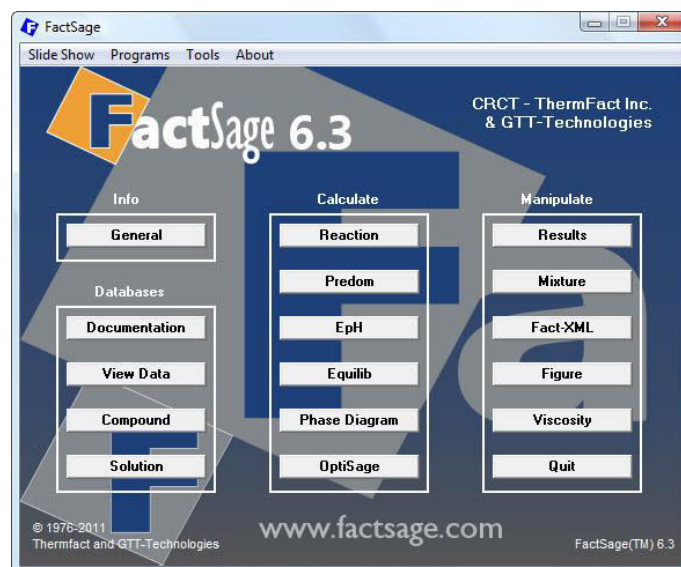 FactSage
Slide Show Programs Tools About
FactSage 6.3
CRCT - ThermFact Inc.
& GTT-Technologies
Info
General
Databases
Documentation
View Data
Compound
Solution
Calculate
Reaction
Predom
EpH
Equilib
Phase Diagram
OptiSage
Manipulate
Results
Mixture
Fact-XML
Figure
Viscosity
Quit
© 1976-2011
Thermfact and GTT-Technologies
www.factsage.com
FactSage(TM) 6.3